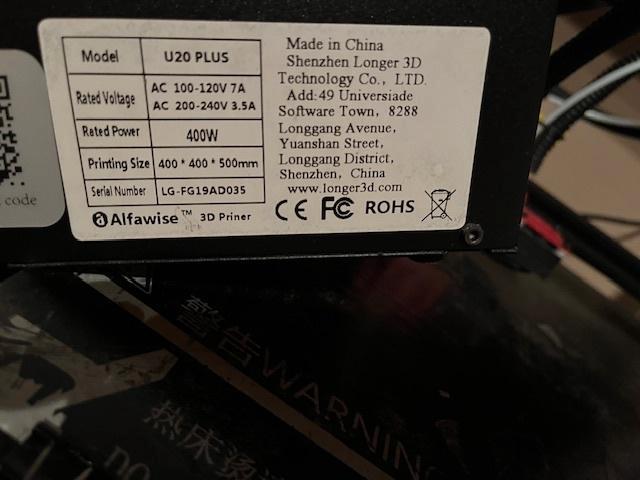 Model U20 PLUS
Rated Voltage AC 100-120V 7A
AC 200-240V 3.5A
Rated Power 400W
Printing Size 400 * 400 * 500mm
Serial Number LG-FG19AD035
Alfawise™ 3D Priner
Made in China
Shenzhen Longer 3D
Technology Co., LTD.
Add:49 Universiade
Software Town, 8288
Longgang Avenue,
Yuanshan Street,
Longgang District,
Shenzhen, China
www.longer3d.com
CE FC ROHS
code
警告WARNING
热床烫